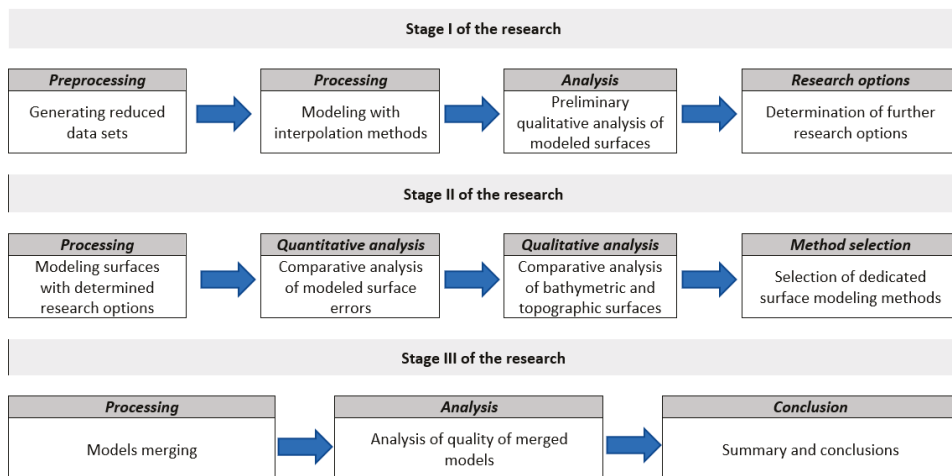 Stage I of the research
Preprocessing
Generating reduced
data sets
Processing
Modeling with
interpolation methods
Analysis
Preliminary
qualitative analysis of
modeled surfaces
Research options
Determination of further
research options
Stage II of the research
Processing
Modeling surfaces
with determined
research options
Quantitative analysis
Comparative analysis
of modeled surface
errors
Qualitative analysis
Comparative analysis
of bathymetric and
topographic surfaces
Method selection
Selection of dedicated
surface modeling methods
Stage III of the research
Processing
Models merging
Analysis
Analysis of quality of merged
models
Conclusion
Summary and conclusions